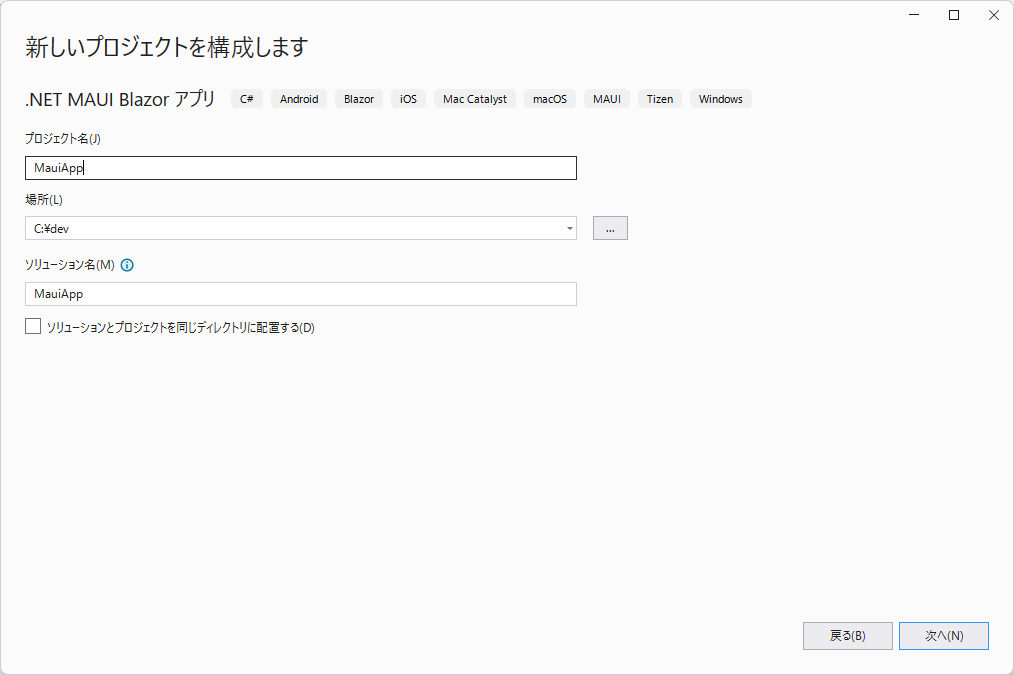 新しいプロジェクトを構成します
.NET MAUI Blazor アプリ C# Android Blazor iOS Mac Catalyst macOS MAUI Tizen Windows
プロジェクト名(J)
MauiApp
場所(L)
C:¥dev
...
ソリューション名(M)
MauiApp
ソリューションとプロジェクトを同じディレクトリに配置する(D)
戻る(B) 次へ(N)